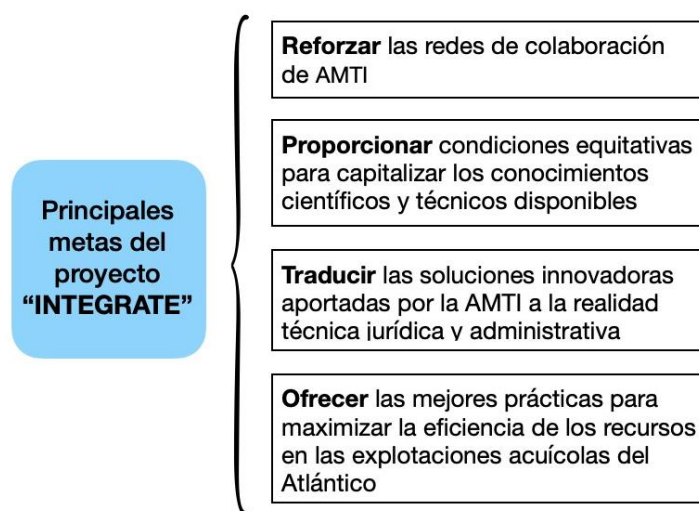 Principales
metas del
proyecto
“INTEGRATE”
Reforzar las redes de colaboración
de AMTI
Proporcionar condiciones equitativas
para capitalizar los conocimientos
científicos y técnicos disponibles
Traducir las soluciones innovadoras
aportadas por la AMTI a la realidad
técnica jurídica y administrativa
Ofrecer las mejores prácticas para
maximizar la eficiencia de los recursos
en las explotaciones acuícolas del
Atlántico